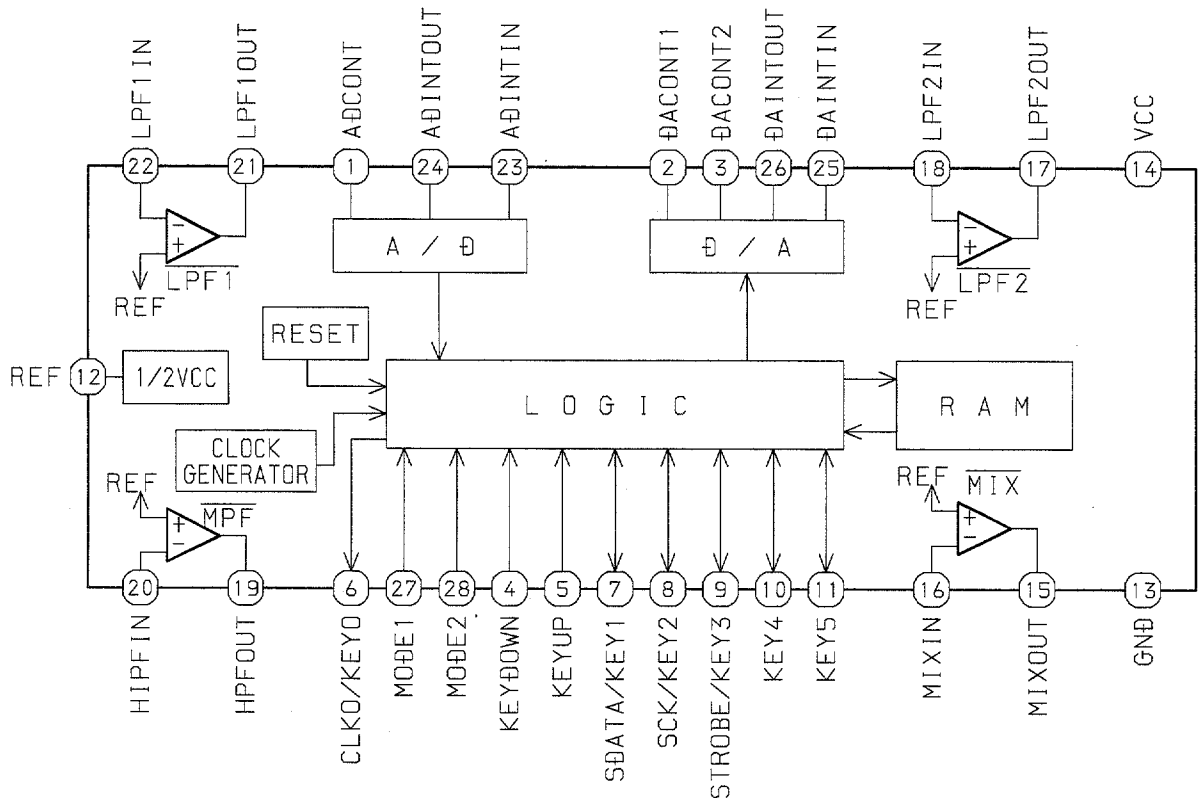 LPF1IN
LPF1OUT
ADCONT
ADINTOUT
ADINTIN
DACONT1
DACONT2
DAINTOUT
DAINTIN
LPF2IN
LPF2OUT
VCC
22
21
1
24
23
2
3
26
25
18
17
14
−
+
A / D
D / A
−
+
LPF1
REF
LPF2
REF
RESET
REF
12
1/2VCC
L O G I C
R A M
CLOCK
GENERATOR
REF
MPF
+
−
REF
MIX
+
−
20
19
6
27
28
4
5
7
8
9
10
11
16
15
13
HIPFIN
HPFOUT
CLKO/KEY0
MODE1
MODE2
KEYDOWN
KEYUP
SDATA/KEY1
SCK/KEY2
STROBE/KEY3
KEY4
KEY5
MIXIN
MIXOUT
GND